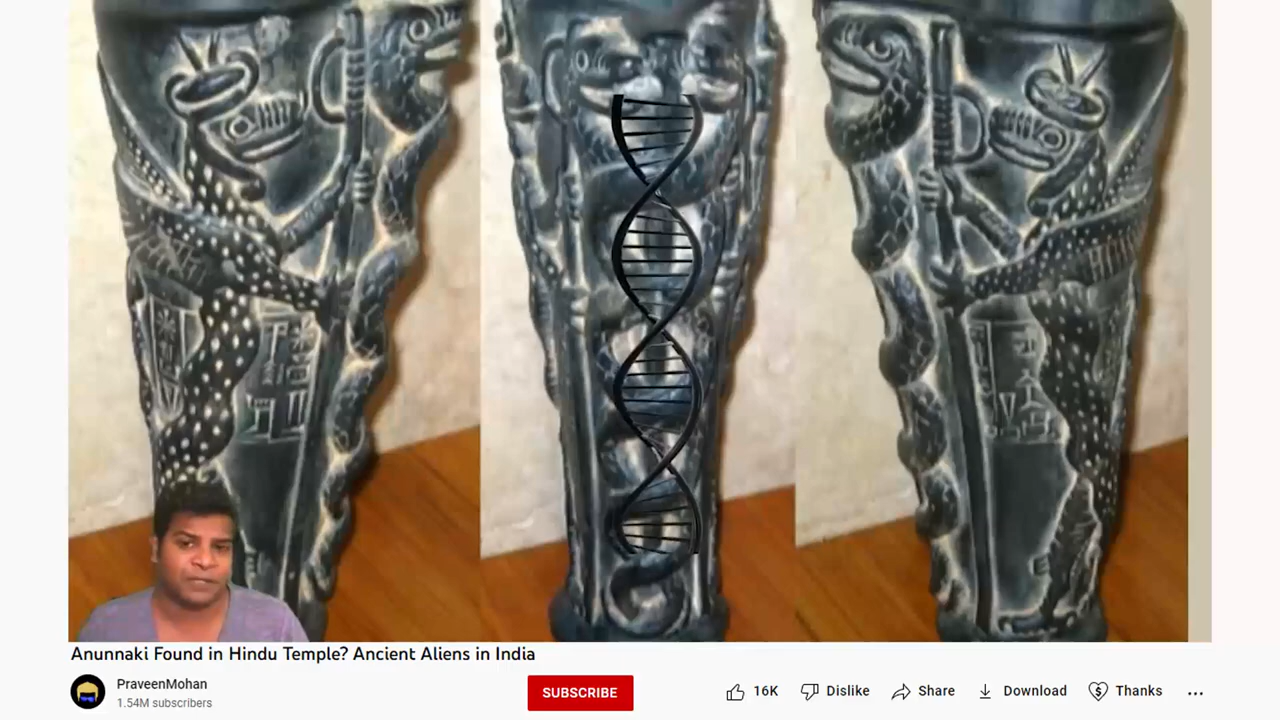 Anunnaki Found in Hindu Temple? Ancient Aliens in India
PraveenMohan
1.54M subscribers
SUBSCRIBE
16K
Dislike
Share
Download
Thanks